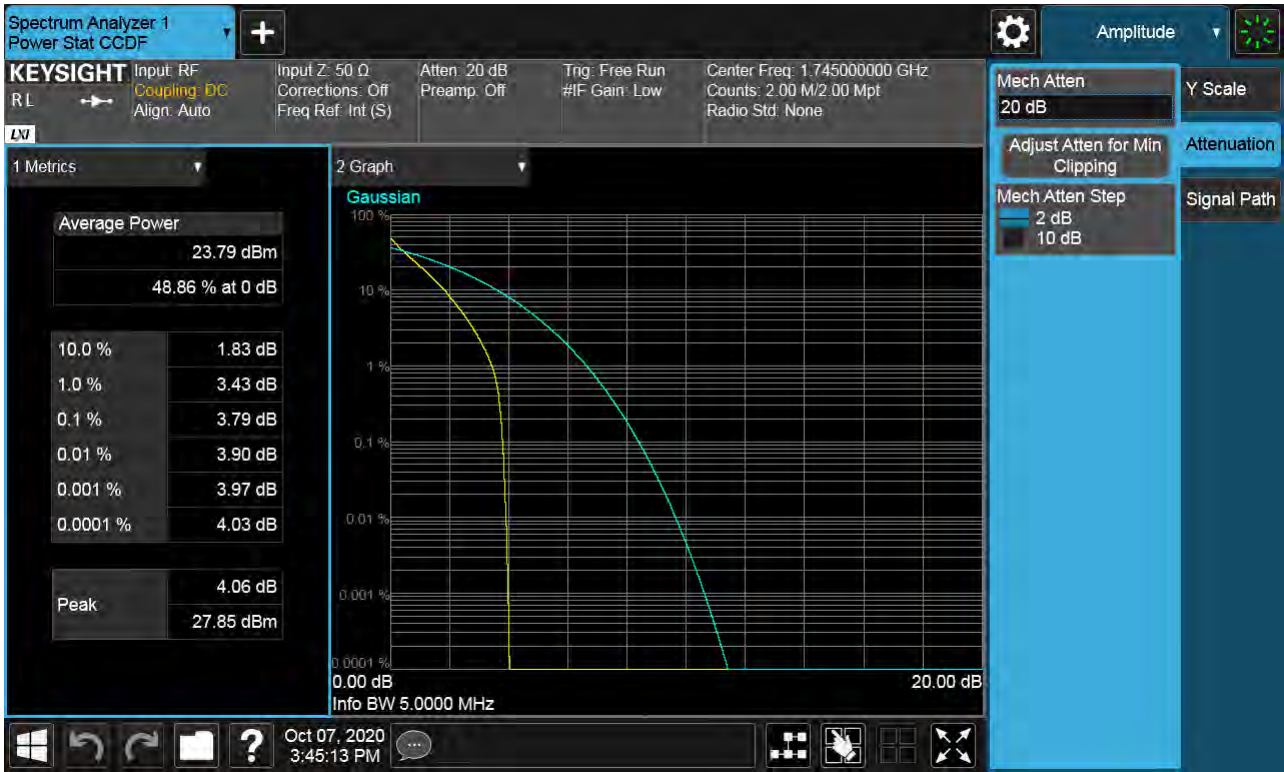 Spectrum Analyzer 1
Power Stat CCDF
+
Amplitude
KEYSIGHT
RL
LXI
Input: RF
Coupling: DC
Align: Auto
Input Z: 50 Ω
Corrections: Off
Freq Ref: Int (S)
Atten: 20 dB
Preamp: Off
Trig: Free Run
#IF Gain: Low
Center Freq: 1.745000000 GHz
Counts: 2.00 M/2.00 Mpt
Radio Std: None
Mech Atten
20 dB
Adjust Atten for Min
Clipping
Mech Atten Step
2 dB
10 dB
Y Scale
Attenuation
Signal Path
1 Metrics
Average Power
23.79 dBm
48.86 % at 0 dB
10.0 % 1.83 dB
1.0 % 3.43 dB
0.1 % 3.79 dB
0.01 % 3.90 dB
0.001 % 3.97 dB
0.0001 % 4.03 dB
Peak
4.06 dB
27.85 dBm
2 Graph
Gaussian
100 %
10 %
1 %
0.1 %
0.01 %
0.001 %
0.0001 %
0.00 dB 20.00 dB
Info BW 5.0000 MHz
?
Oct 07, 2020
3:45:13 PM